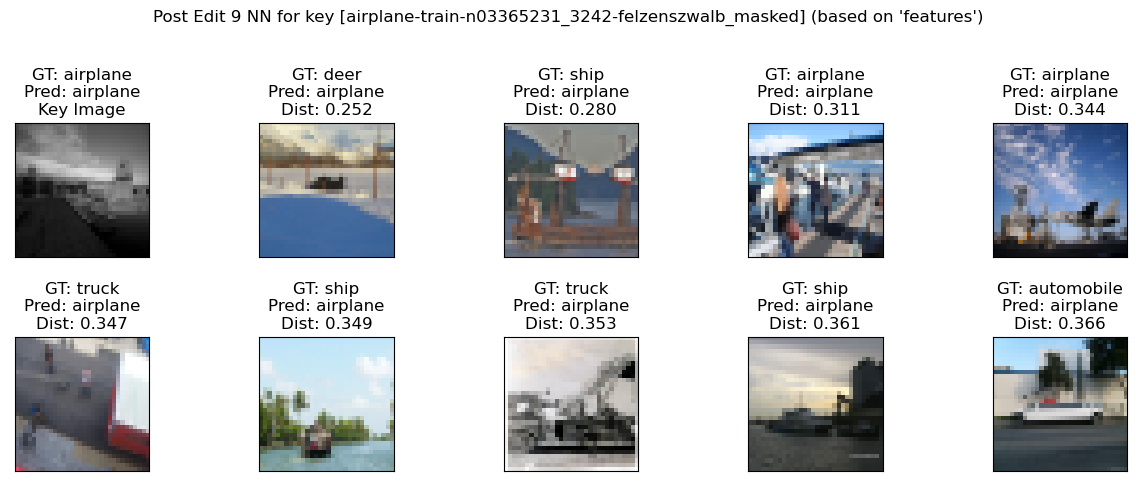 Post Edit 9 NN for key [airplane-train-n03365231_3242-felzenszwalb_masked] (based on 'features')
GT: airplane
Pred: airplane
Key Image
GT: deer
Pred: airplane
Dist: 0.252
GT: ship
Pred: airplane
Dist: 0.280
GT: airplane
Pred: airplane
Dist: 0.311
GT: airplane
Pred: airplane
Dist: 0.344
GT: truck
Pred: airplane
Dist: 0.347
GT: ship
Pred: airplane
Dist: 0.349
GT: truck
Pred: airplane
Dist: 0.353
GT: ship
Pred: airplane
Dist: 0.361
GT: automobile
Pred: airplane
Dist: 0.366